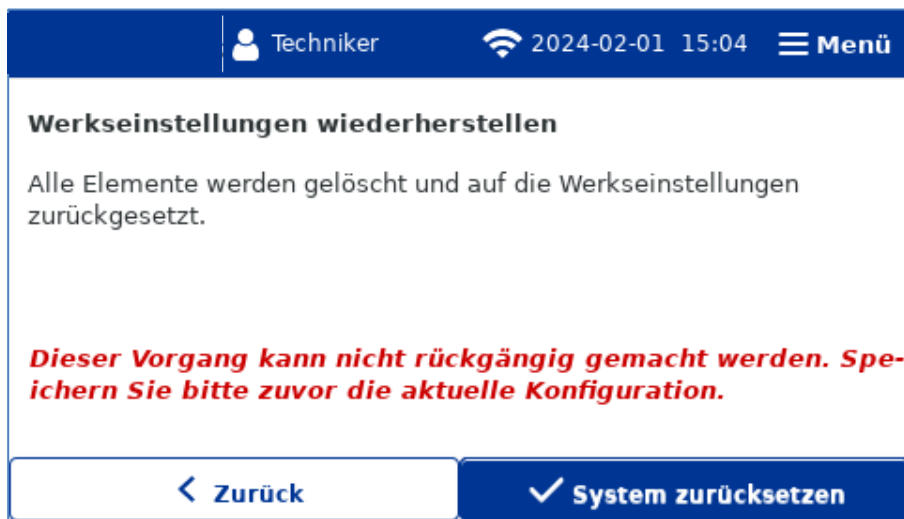 Techniker 2024-02-01 15:04 Menü
Werkseinstellungen wiederherstellen
Alle Elemente werden gelöscht und auf die Werkseinstellungen
zurückgesetzt.
Dieser Vorgang kann nicht rückgängig gemacht werden. Spe-
ichern Sie bitte zuvor die aktuelle Konfiguration.
Zurück System zurücksetzen